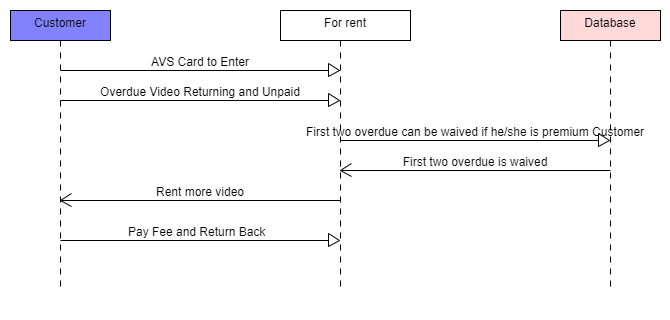 Customer
For rent
Database
AVS Card to Enter
Overdue Video Returning and Unpaid
First two overdue can be waived if he/she is premium Customer
First two overdue is waived
Rent more video
Pay Fee and Return Back